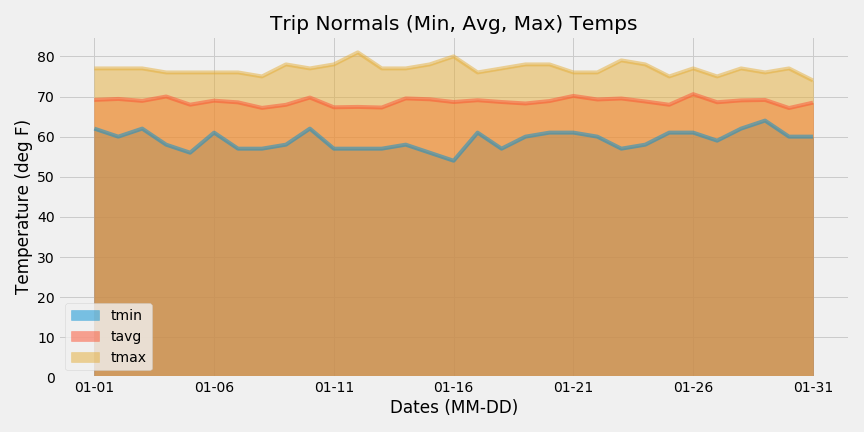 Trip Normals (Min, Avg, Max) Temps
Temperature (deg F)
80
70
60
50
40
30
20
10
0
tmin
tavg
tmax
01-01 01-06 01-11 01-16 01-21 01-26 01-31
Dates (MM-DD)